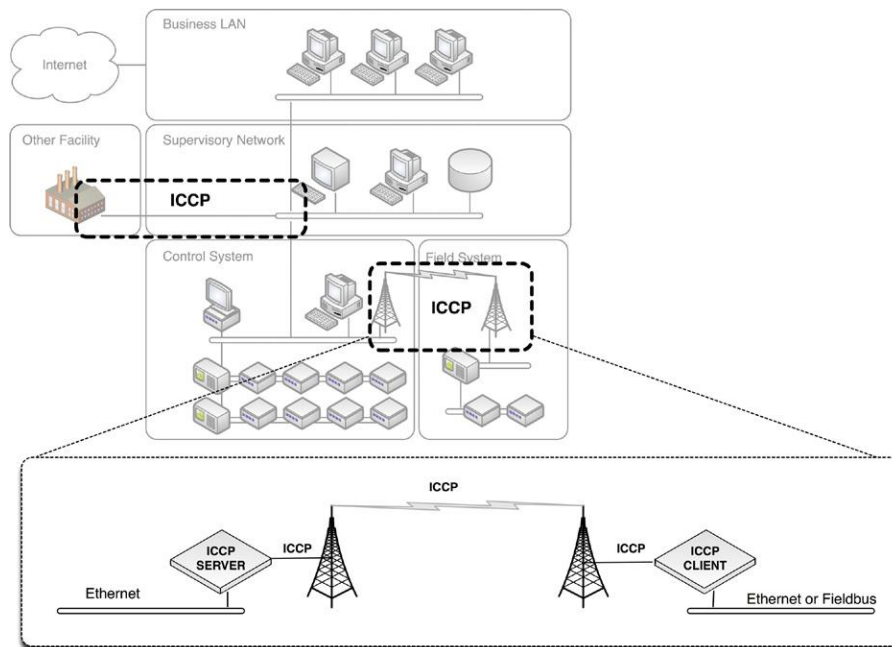 Business LAN
Internet
Other Facility
Supervisory Network
ICCP
Control System
Field System
ICCP
ICCP
ICCP
SERVER
ICCP
ICCP
ICCP
CLIENT
Ethernet
Ethernet or Fieldbus